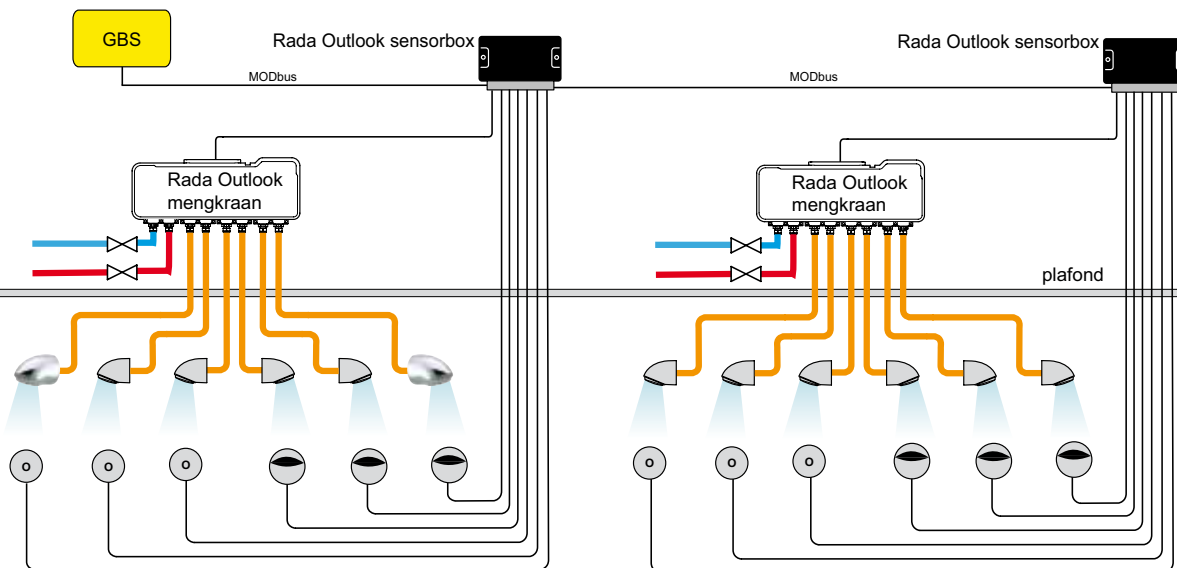 GBS
Rada Outlook sensorbox
Rada Outlook sensorbox
MODbus
MODbus
Rada Outlook
mengkraan
Rada Outlook
mengkraan
plafond
o
o
o
o
o
o